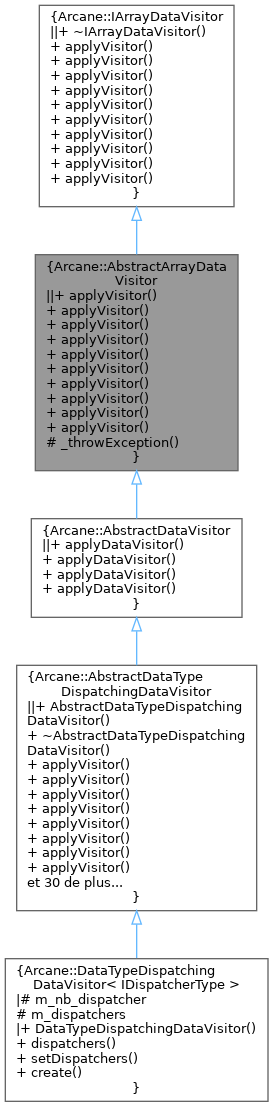 {Arcane::IArrayDataVisitor
||+ ~IArrayDataVisitor()
+ applyVisitor()
+ applyVisitor()
+ applyVisitor()
+ applyVisitor()
+ applyVisitor()
+ applyVisitor()
+ applyVisitor()
+ applyVisitor()
+ applyVisitor()
+ applyVisitor()
}
{Arcane::AbstractArrayData
Visitor
||+ applyVisitor()
+ applyVisitor()
+ applyVisitor()
+ applyVisitor()
+ applyVisitor()
+ applyVisitor()
+ applyVisitor()
+ applyVisitor()
+ applyVisitor()
+ applyVisitor()
# _throwException()
}
{Arcane::AbstractDataVisitor
||+ applyDataVisitor()
+ applyDataVisitor()
+ applyDataVisitor()
+ applyDataVisitor()
}
{Arcane::AbstractDataType
DispatchingDataVisitor
||+ AbstractDataTypeDispatching
DataVisitor()
+ ~AbstractDataTypeDispatching
DataVisitor()
+ applyVisitor()
+ applyVisitor()
+ applyVisitor()
+ applyVisitor()
+ applyVisitor()
+ applyVisitor()
+ applyVisitor()
+ applyVisitor()
et 30 de plus...
}
{Arcane::DataTypeDispatching
DataVisitor< IDispatcherType >
|# m_nb_dispatcher
# m_dispatchers
|+ DataTypeDispatchingDataVisitor()
+ dispatchers()
+ setDispatchers()
+ create()
}